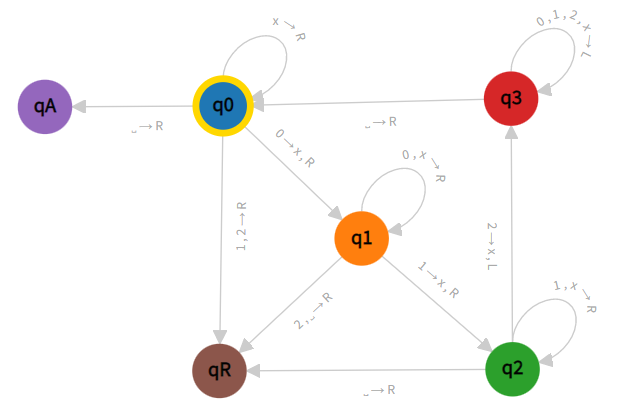 x→R
0,1,2,x→L
qA
q0
q3
␣→R
␣→R
0→x,R
0,x→R
1,2→R
q1
2→x,L
1→x,R
2,␣→R
1,x→R
qR
q2
␣→R